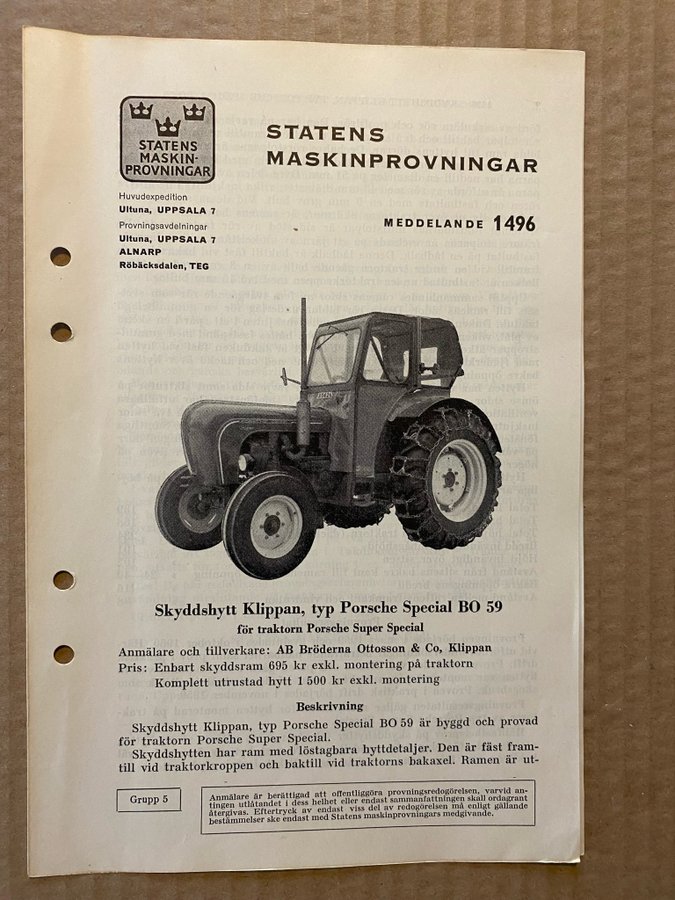 STATENS
MASKIN-
PROVNINGAR
STATENS
MASKINPROVNINGAR
Huvudexpedition
Ultuna, UPPSALA 7
Provningsavdelningar
Ultuna, UPPSALA 7
ALNARP
Röbäcksdalen, TEG
MEDDELANDE 1496
Skyddshytt Klippan, typ Porsche Special BO 59
för traktorn Porsche Super Special
Anmälare och tillverkare: AB Bröderna Ottosson & Co, Klippan
Pris: Enbart skyddsram 695 kr exkl. montering på traktorn
Komplett utrustad hytt 1 500 kr exkl. montering
Beskrivning
Skyddshytt Klippan, typ Porsche Special BO 59 är byggd och provad
för traktorn Porsche Super Special.
Skyddshytten har ram med löstagbara hyttdetaljer. Den är fäst fram-
till vid traktorkroppen och baktill vid traktorns bakaxel. Ramen är ut-
Grupp 5
Anmälare är berättigad att offentliggöra provningsredogörelsen, varvid an-
tingen utlåtandet i dess helhet eller endast sammanfattningen skall ordagrant
återgivas. Eftertryck av endast viss del av redogörelsen må enligt gällande
bestämmelser ske endast med Statens maskinprovningars medgivande.